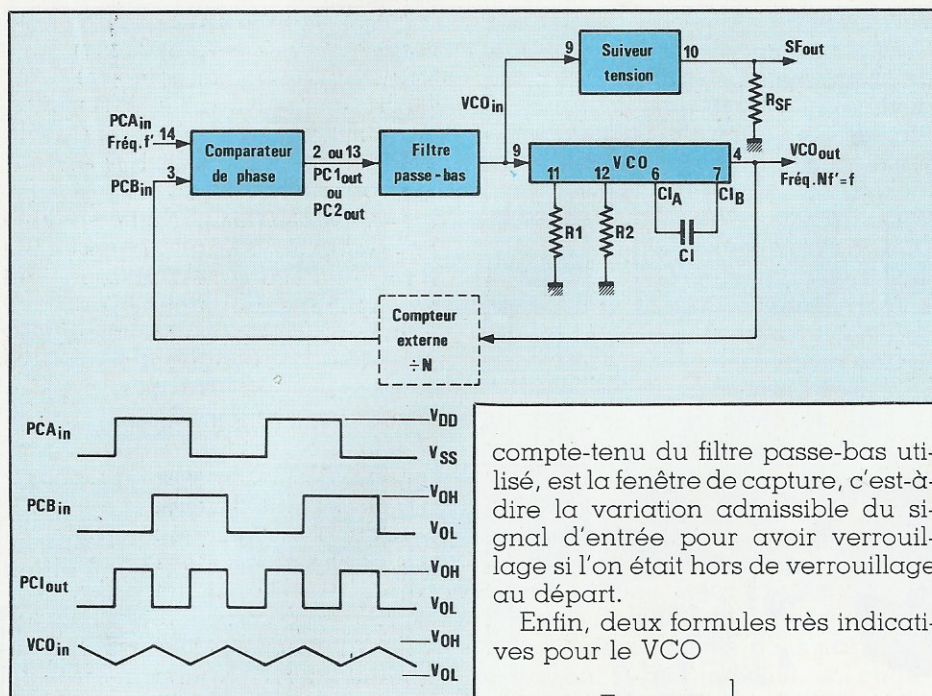 9
Suiveur
tension
10
SFout
RSF
VCOin
PCAin
Fréq.f'
14
3
PCBin
Comparateur
de phase
2 ou 13
PC1out
ou
PC2out
Filtre
passe-bas
9
VCO
4
VCOout
Fréq.Nf'=f
11
12
6
7
CIA
CIB
R1
R2
CI
Compteur
externe
÷N
PCAin
VDD
VSS
PCBin
VOH
VOL
PCIout
VOH
VOL
VCOin
VOH
VOL
compte-tenu du filtre passe-bas uti-
lisé, est la fenêtre de capture, c'est-à-
dire la variation admissible du si-
gnal d'entrée pour avoir verrouil-
lage si l'on était hors de verrouillage
au départ.
Enfin, deux formules très indicati-
ves pour le VCO